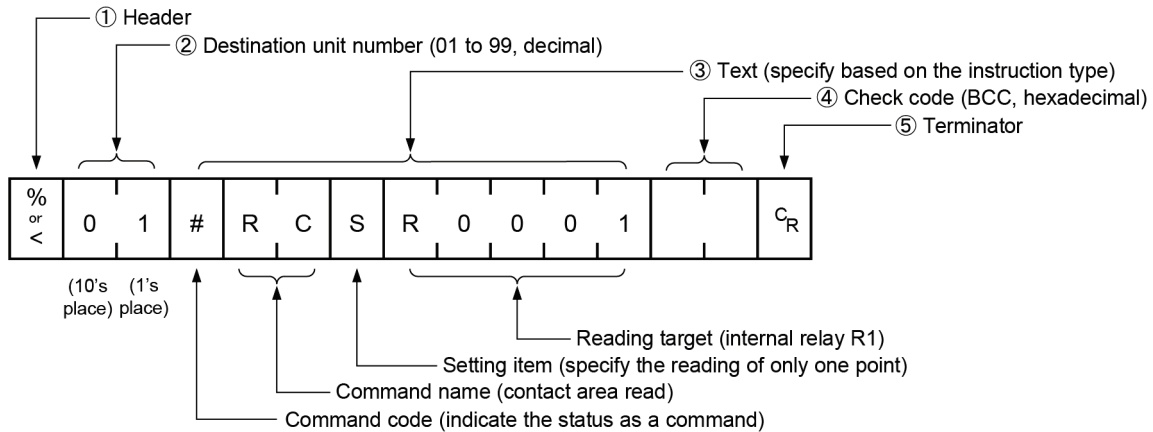 ① Header
② Destination unit number (01 to 99, decimal)
③ Text (specify based on the instruction type)
④ Check code (BCC, hexadecimal)
⑤ Terminator
% or < 0 1 # R C S R 0 0 0 1 CR
(10's place) (1's place)
Reading target (internal relay R1)
Setting item (specify the reading of only one point)
Command name (contact area read)
Command code (indicate the status as a command)